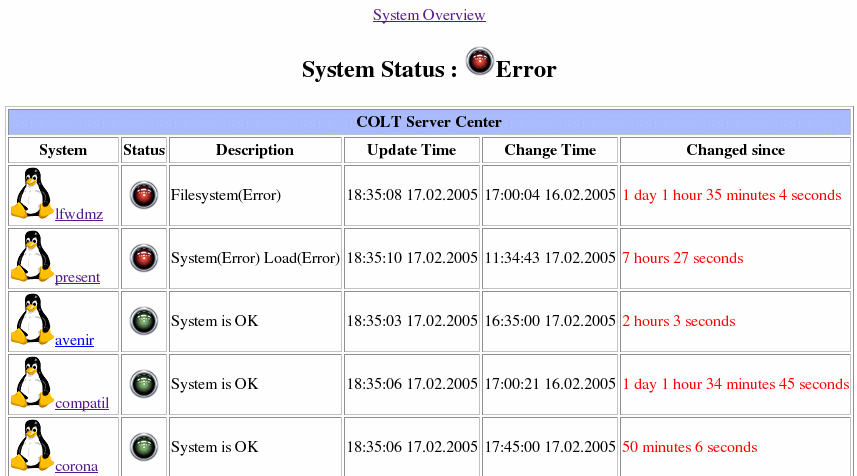 System Overview
System Status : Error
COLT Server Center
System Status Description Update Time Change Time Changed since
lfwdmz Filesystem(Error) 18:35:08 17.02.2005 17:00:04 16.02.2005 1 day 1 hour 35 minutes 4 seconds
present System(Error) Load(Error) 18:35:10 17.02.2005 11:34:43 17.02.2005 7 hours 27 seconds
avenir System is OK 18:35:03 17.02.2005 16:35:00 17.02.2005 2 hours 3 seconds
compatil System is OK 18:35:06 17.02.2005 17:00:21 16.02.2005 1 day 1 hour 34 minutes 45 seconds
corona System is OK 18:35:06 17.02.2005 17:45:00 17.02.2005 50 minutes 6 seconds